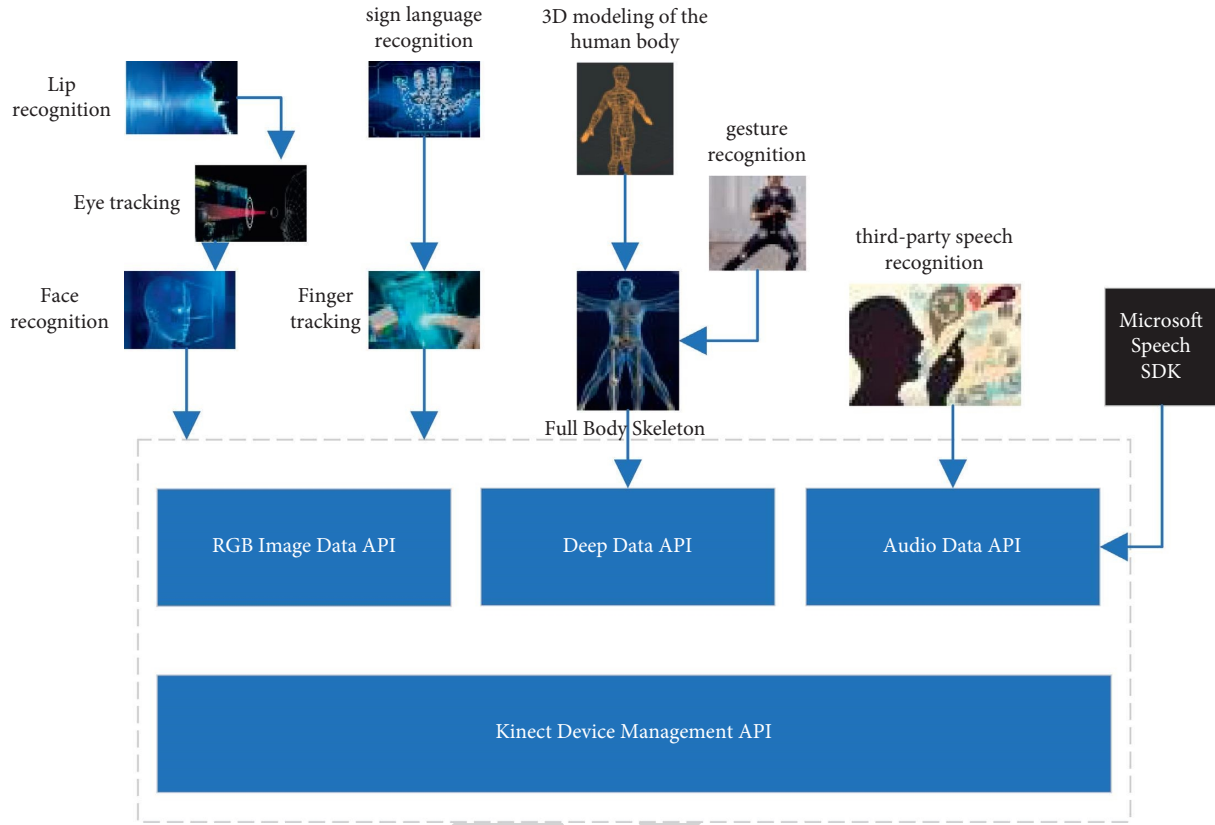 sign language
recognition
3D modeling of the
human body
Lip
recognition
gesture
recognition
Eye tracking
third-party speech
recognition
Face
recognition
Finger
tracking
Microsoft
Speech
SDK
Full Body Skeleton
RGB Image Data API
Deep Data API
Audio Data API
Kinect Device Management API